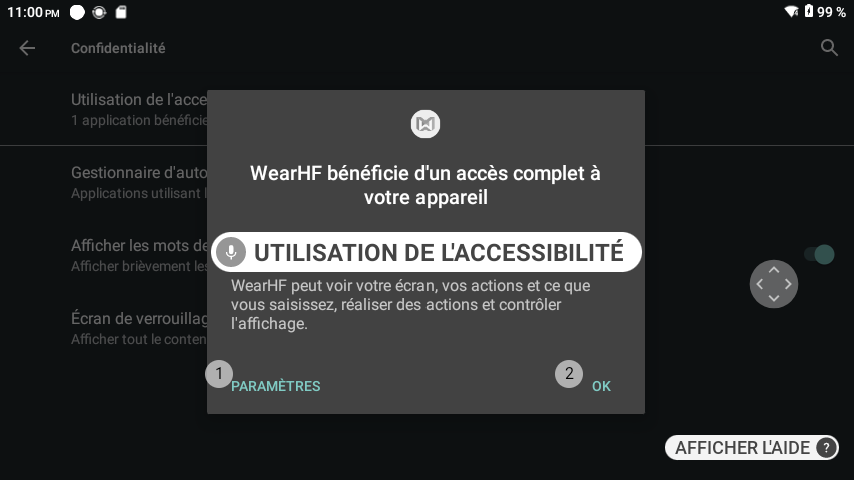 11:00 PM
99 %
Confidentialité
Utilisation de l'acce
1 application bénéficie
WearHF bénéficie d'un accès complet à
votre appareil
Gestionnaire d'auto
Applications utilisant l
Afficher les mots de
Afficher brièvement les
UTILISATION DE L'ACCESSIBILITÉ
WearHF peut voir votre écran, vos actions et ce que
vous saisissez, réaliser des actions et contrôler
l'affichage.
Écran de verrouillag
Afficher tout le conten
1
PARAMÈTRES
2
OK
AFFICHER L'AIDE ?